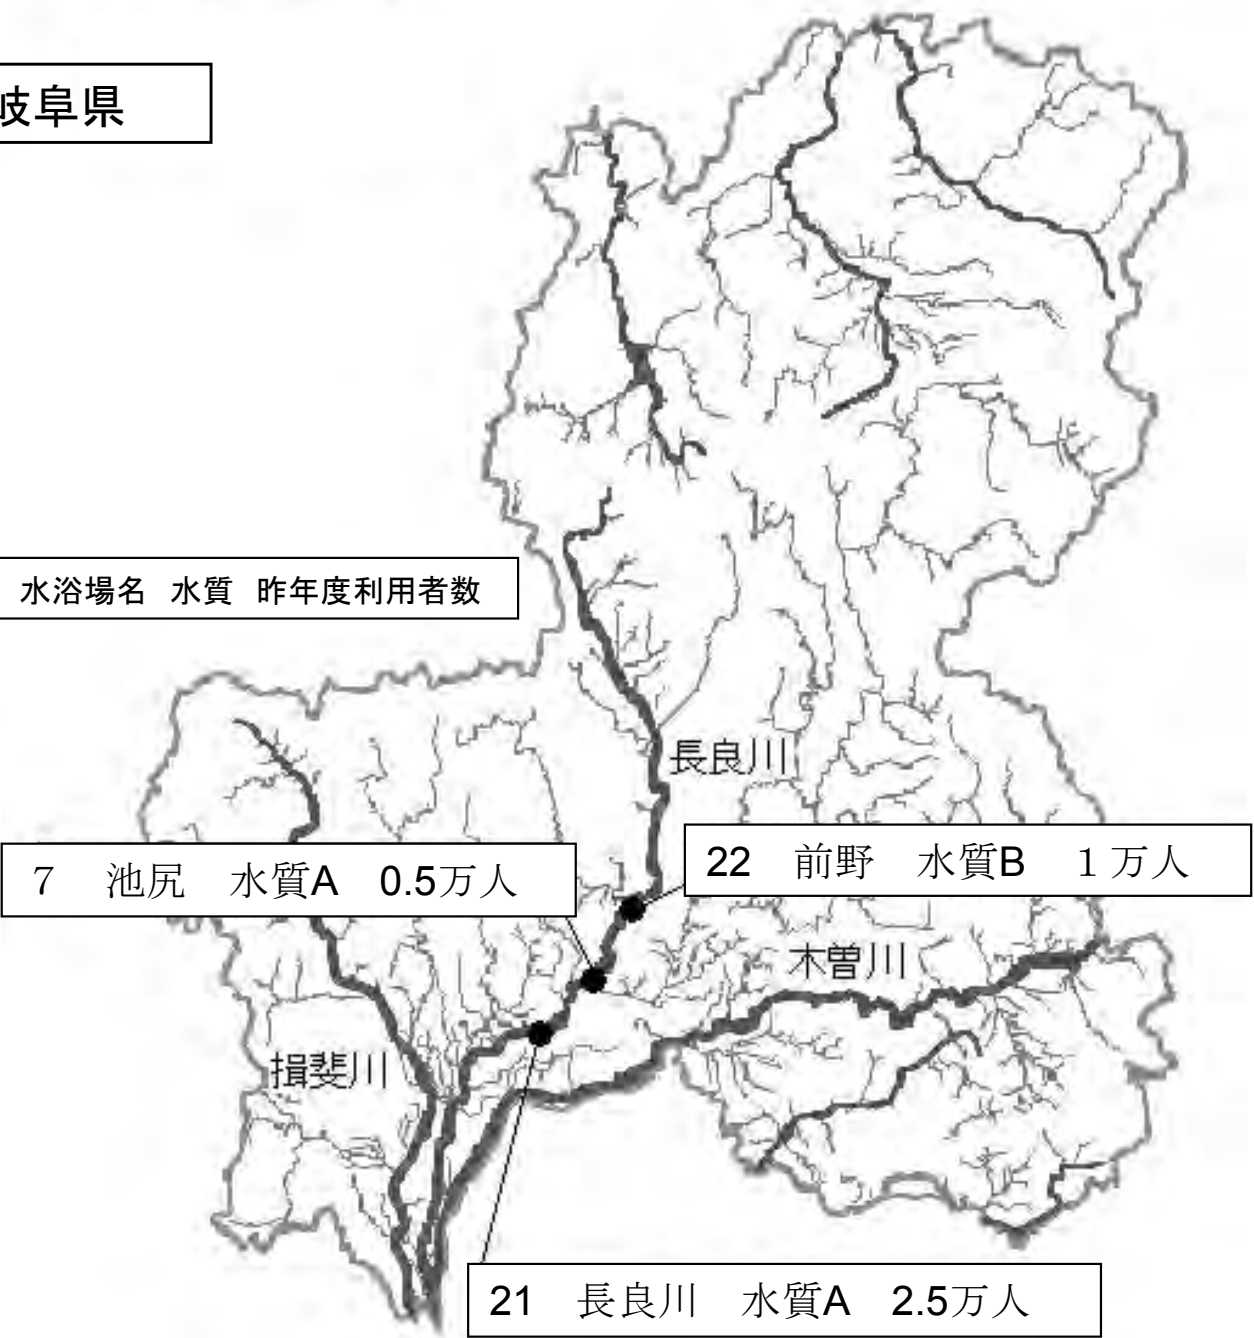 岐阜県
水浴場名 水質 昨年度利用者数
長良川
7 池尻 水質A 0.5万人
22 前野 水質B 1万人
木曽川
揖斐川
21 長良川 水質A 2.5万人